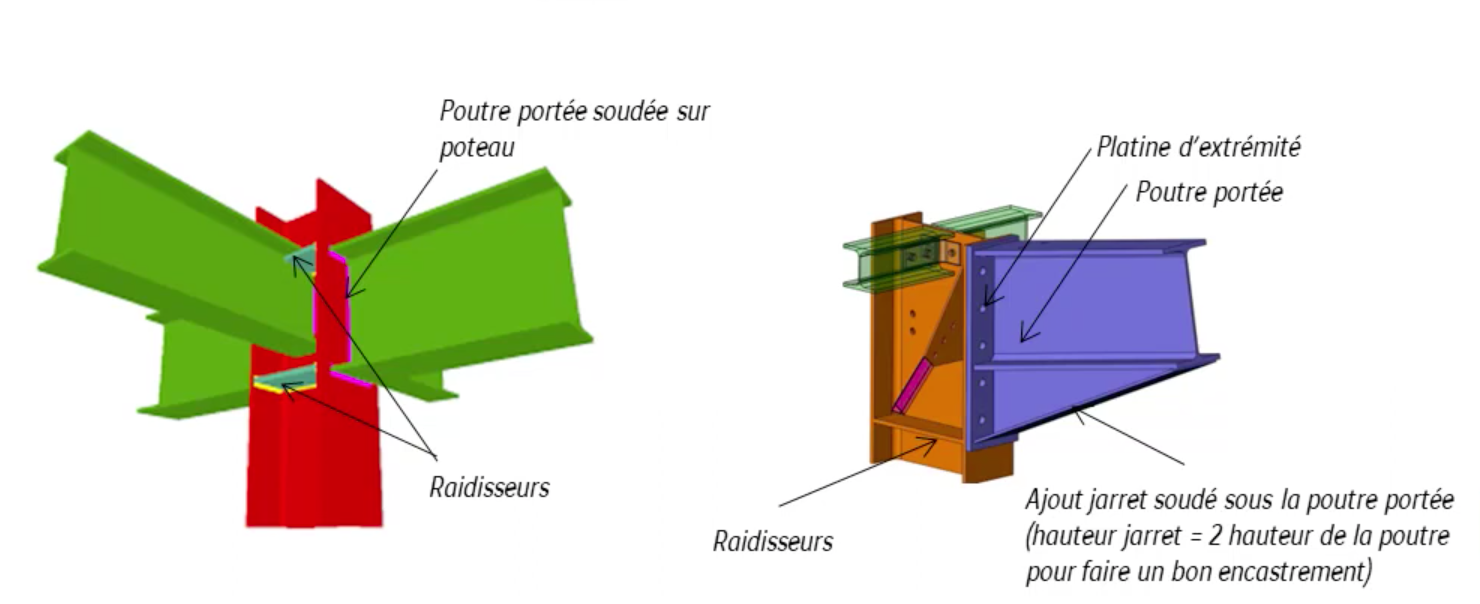 Poutre portée soudée sur
poteau
Raidisseurs
Platine d'extrémité
Poutre portée
Raidisseurs
Ajout jarret soudé sous la poutre portée
(hauteur jarret = 2 hauteur de la poutre
pour faire un bon encastrement)